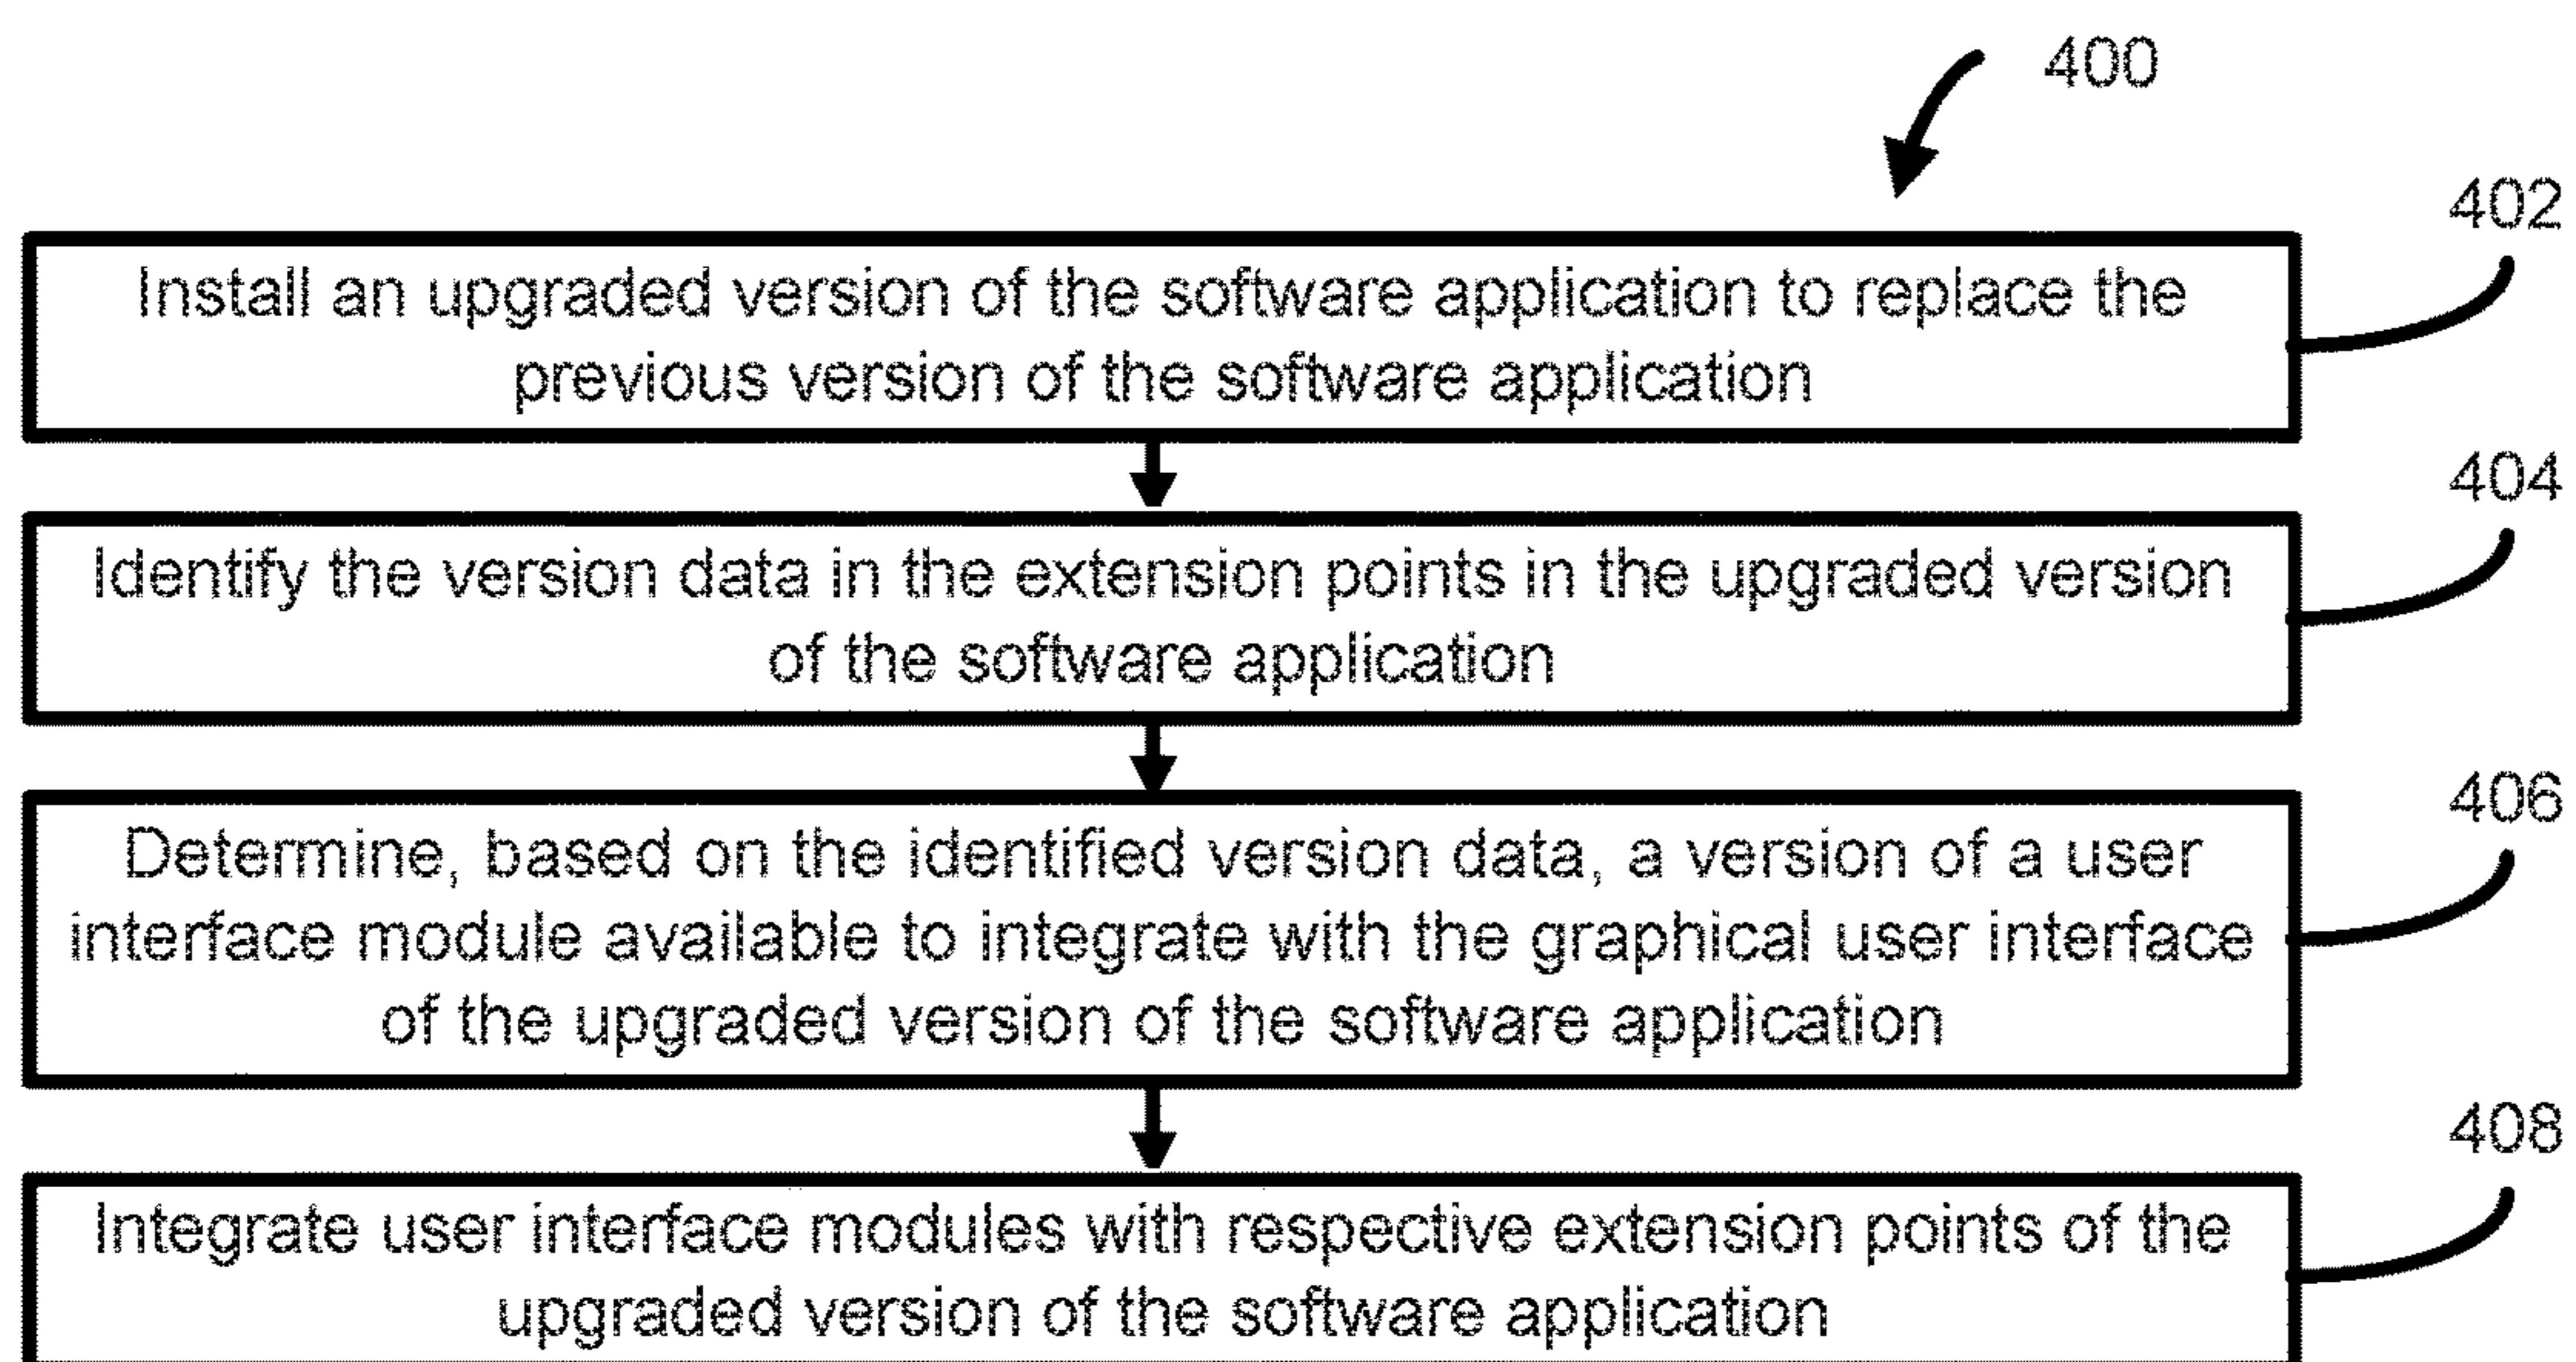 400
402
Install an upgraded version of the software application to replace the
previous version of the software application
404
Identify the version data in the extension points in the upgraded version
of the software application
406
Determine, based on the identified version data, a version of a user
interface module available to integrate with the graphical user interface
of the upgraded version of the software application
408
Integrate user interface modules with respective extension points of the
upgraded version of the software application